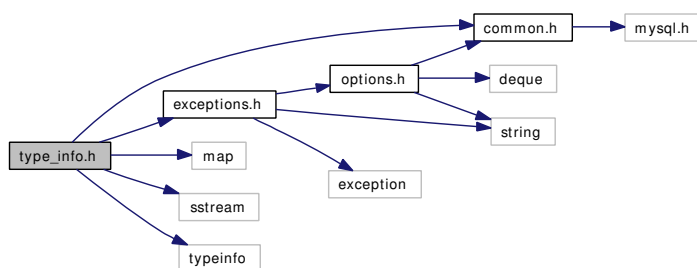 common.h
mysql.h
options.h
deque
exceptions.h
string
type_info.h
map
exception
sstream
typeinfo